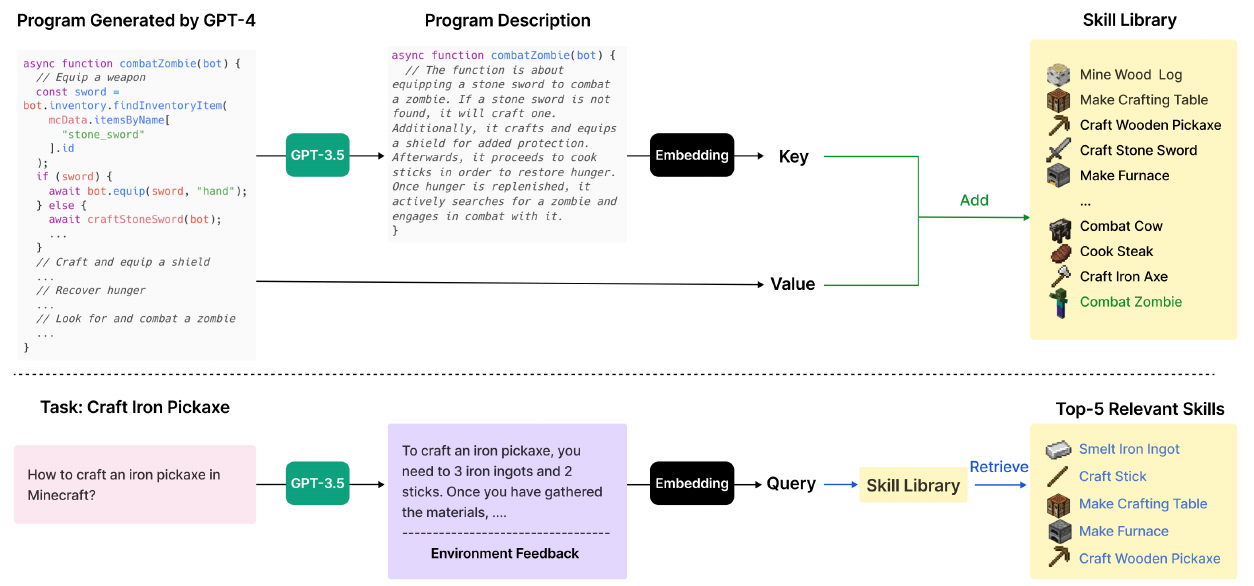 Program Generated by GPT-4
async function combatZombie(bot) {
// Equip a weapon
const sword =
bot.inventory.findInventoryItem(
mcData.itemsByName[
"stone_sword"
].id
);
if (sword) {
await bot.equip(sword, "hand");
} else {
await craftStoneSword(bot);
...
}
// Craft and equip a shield
...
// Recover hunger
...
// Look for and combat a zombie
...
}
GPT-3.5
Program Description
async function combatZombie(bot) {
// The function is about
equipping a stone sword to combat
a zombie. If a stone sword is not
found, it will craft one.
Additionally, it crafts and equips
a shield for added protection.
Afterwards, it proceeds to cook
sticks in order to restore hunger.
Once hunger is replenished, it
actively searches for a zombie and
engages in combat with it.
}
Embedding
Key
Value
Add
Skill Library
Mine Wood Log
Make Crafting Table
Craft Wooden Pickaxe
Craft Stone Sword
Make Furnace
...
Combat Cow
Cook Steak
Craft Iron Axe
Combat Zombie
Task: Craft Iron Pickaxe
How to craft an iron pickaxe in
Minecraft?
GPT-3.5
To craft an iron pickaxe, you
need to 3 iron ingots and 2
sticks. Once you have gathered
the materials, ....
Environment Feedback
Embedding
Query
Skill Library
Retrieve
Top-5 Relevant Skills
Smelt Iron Ingot
Craft Stick
Make Crafting Table
Make Furnace
Craft Wooden Pickaxe